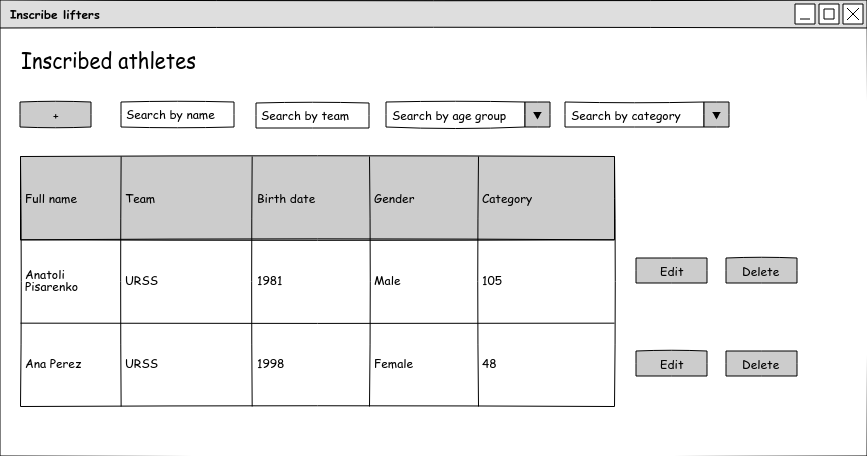 Inscribe lifters
Inscribed athletes
+ Search by name Search by team Search by age group Search by category
Full name Team Birth date Gender Category
Anatoli
Pisarenko URSS 1981 Male 105 Edit Delete
Ana Perez URSS 1998 Female 48 Edit Delete